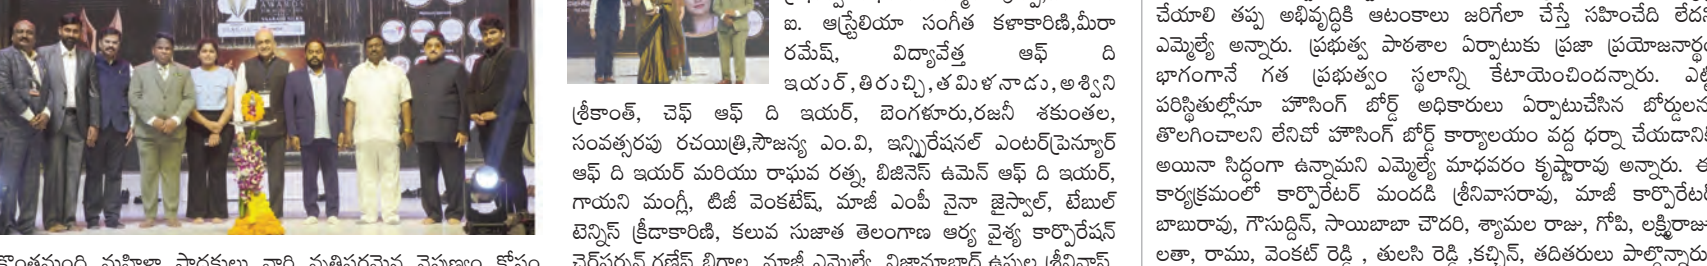 AWARDS
ఐ. ఆస్ట్రేలియా సంగీత కళాకారిణి,మీరా
రమేష్, విద్యావేత్త ఆఫ్ ది
ఇయర్,తిరుచ్చి,తమిళనాడు,అశ్విని
శ్రీకాంత్, చెఫ్ ఆఫ్ ది ఇయర్, బెంగళూరు,రజనీ శకుంతల,
సంవత్సరపు రచయిత్రి,సౌజన్య ఎం.వి, ఇన్స్పిరేషనల్ ఎంటర్‌ప్రెన్యూర్
ఆఫ్ ది ఇయర్ మరియు రాఘవ రత్న, బిజినెస్ ఉమెన్ ఆఫ్ ది ఇయర్,
గాయని మంగ్లీ, టిజీ వెంకటేష్, మాజీ ఎంపీ నైనా జైస్వాల్, టేబుల్
టెన్నిస్ క్రీడాకారిణి, కలువ సుజాత తెలంగాణ ఆర్య వైశ్య కార్పొరేషన్
చేయాలి తప్ప అభివృద్ధికి ఆటంకాలు జరిగేలా చేస్తే సహించేది
ఎమ్మెల్యే అన్నారు. ప్రభుత్వ పాఠశాల ఏర్పాటుకు ప్రజా ప్రయోజనార్థం
భాగంగానే గత ప్రభుత్వం స్థలాన్ని కేటాయించిందన్నారు.
పరిస్థితుల్లోనూ హౌసింగ్ బోర్డ్ అధికారులు ఏర్పాటుచేసిన
తొలగించాలని లేనిచో హౌసింగ్ బోర్డ్ కార్యాలయం వద్ద ధర్నా
అయినా సిద్ధంగా ఉన్నామని ఎమ్మెల్యే మాధవరం కృష్ణారావు అన్నారు.
కార్యక్రమంలో కార్పొరేటర్ మందడి శ్రీనివాసరావు, మాజీ కార్పొరేటర్
బాబురావు, గౌసుద్దిన్, సాయిబాబా చౌదరి, శ్యామల రాజు, గోపి,
లతా, రాము, వెంకట్ రెడ్డి , తులసి రెడ్డి ,కచ్చిన్, తదితరులు పాల్గొన్నారు.